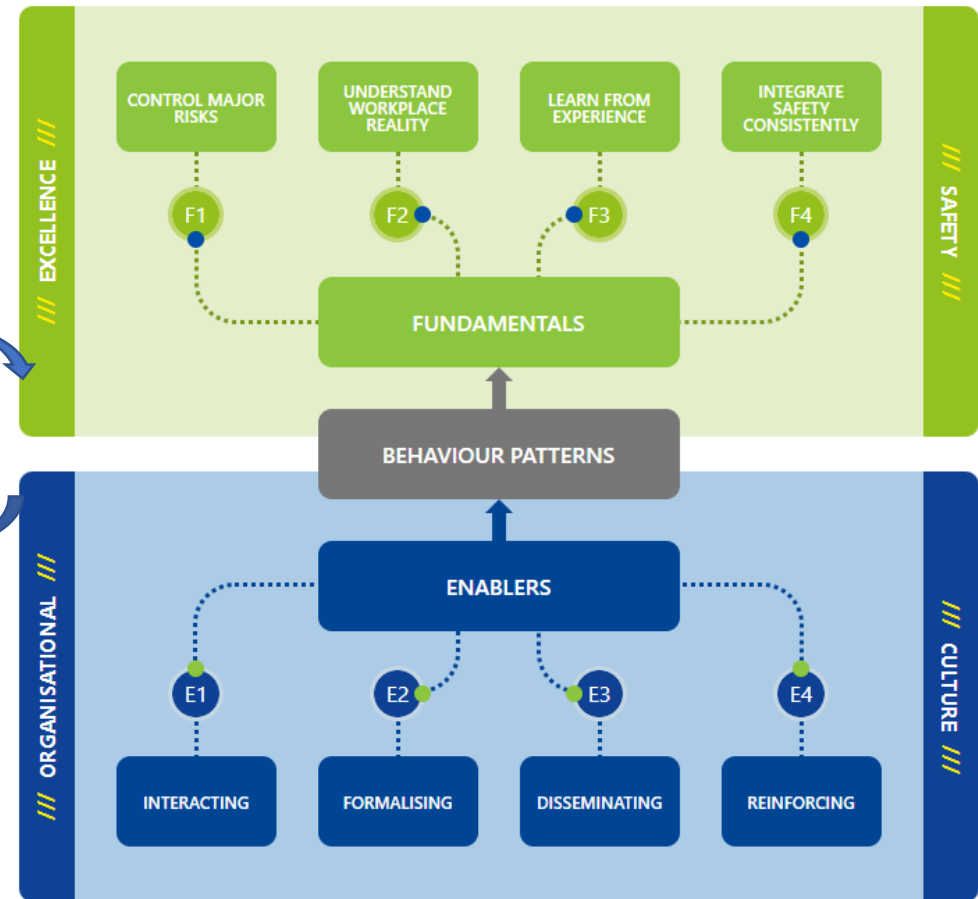 /// EXCELLENCE ///
/// SAFETY ///
CONTROL MAJOR
RISKS
UNDERSTAND
WORKPLACE
REALITY
LEARN FROM
EXPERIENCE
INTEGRATE
SAFETY
CONSISTENTLY
F1
F2
F3
F4
FUNDAMENTALS
BEHAVIOUR PATTERNS
/// ORGANISATIONAL ///
/// CULTURE ///
ENABLERS
E1
E2
E3
E4
INTERACTING
FORMALISING
DISSEMINATING
REINFORCING